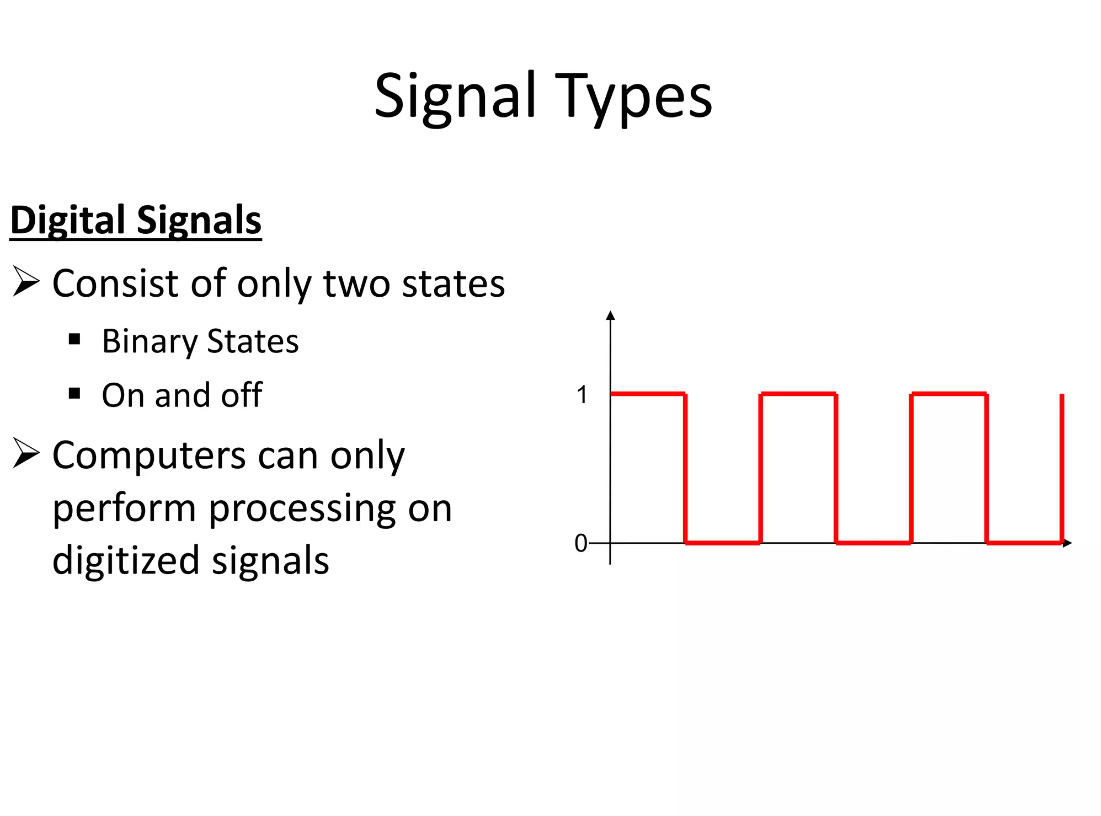 Signal Types
Digital Signals
Consist of only two states
Binary States
On and off
Computers can only
perform processing on
digitized signals
1
0